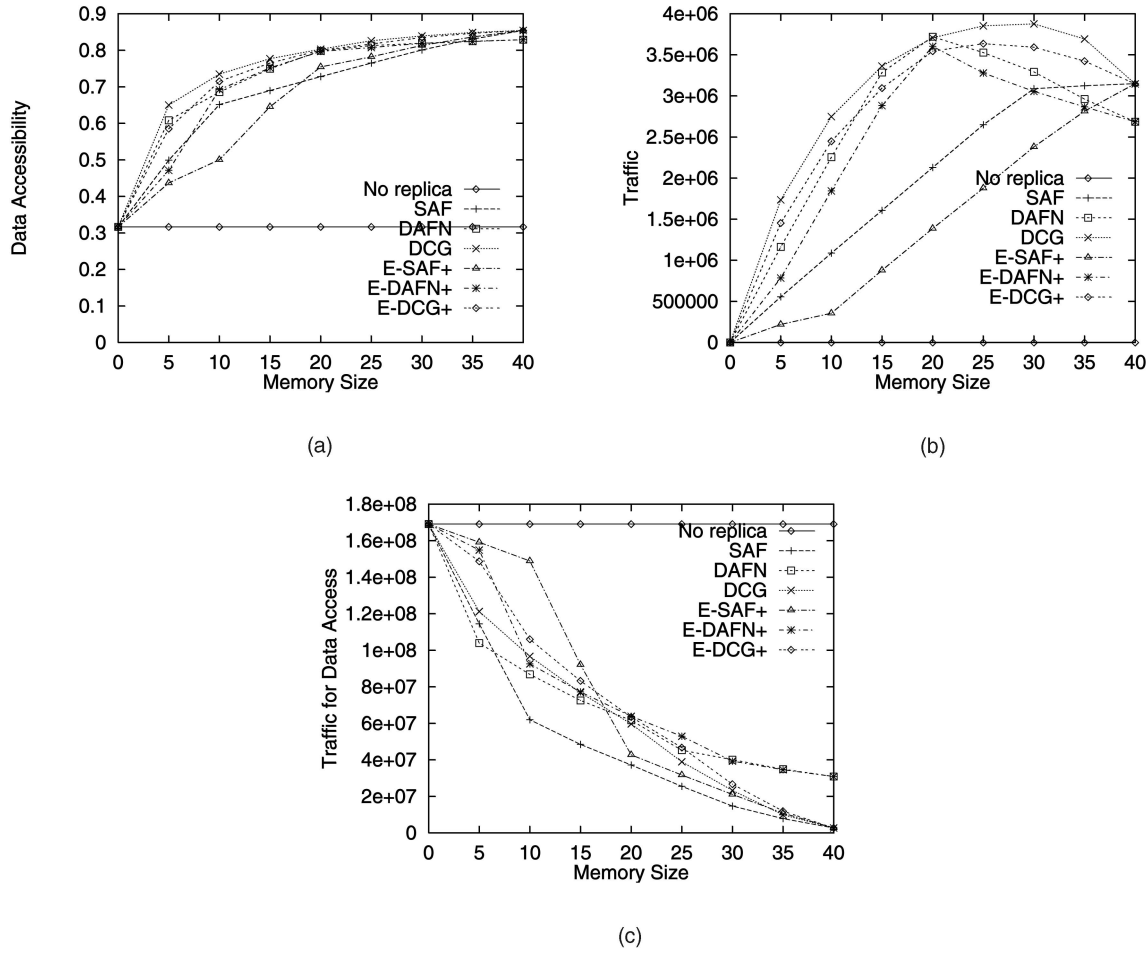 0.9
0.8
0.7
0.6
0.5
0.4
0.3
0.2
0.1
0
Data Accessibility
No replica
SAF
DAFN
DCG
E-SAF+
E-DAFN+
E-DCG+
0 5 10 15 20 25 30 35 40
Memory Size
(a)
4e+06
3.5e+06
3e+06
2.5e+06
2e+06
1.5e+06
1e+06
500000
0
Traffic
No replica
SAF
DAFN
DCG
E-SAF+
E-DAFN+
E-DCG+
0 5 10 15 20 25 30 35 40
Memory Size
(b)
1.8e+08
1.6e+08
1.4e+08
1.2e+08
1e+08
8e+07
6e+07
4e+07
2e+07
0
Traffic for Data Access
No replica
SAF
DAFN
DCG
E-SAF+
E-DAFN+
E-DCG+
0 5 10 15 20 25 30 35 40
Memory Size
(c)